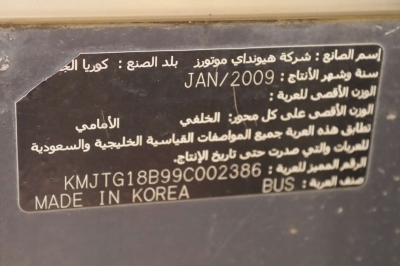 إسم الصانع : شركة هيونداي موتورز بلد الصنع : كوريا
سنة وشهر الأنتاج : JAN/2009
الوزن الأقصى للعربة :
الوزن الأقصى على كل محور: الخلفي الأمامي
تطابق هذه العربة جميع المواصفات القياسية الخليجية والسعودية
للعربات والتي صدرت حتى تاريخ الإنتاج.
الرقم المميز للعربة : KMJTG18B99C002386
صنف العربة : BUS
MADE IN KOREA